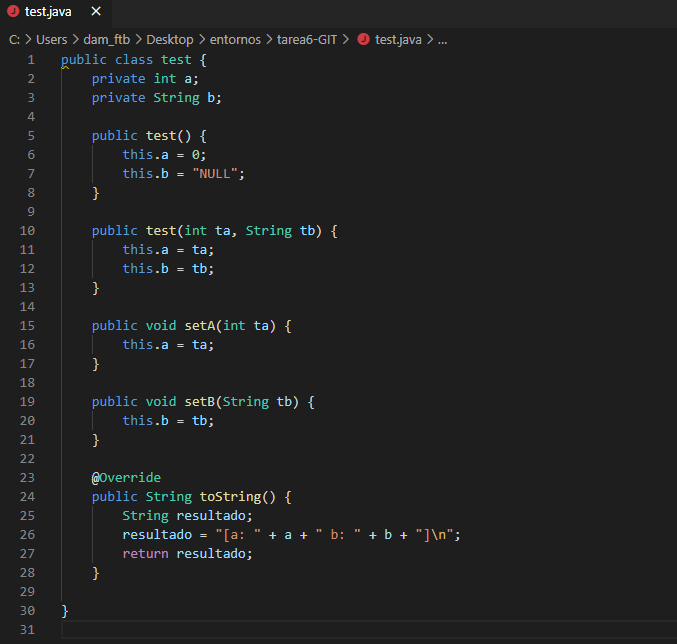 test.java
C: > Users > dam_ftb > Desktop > entornos > tarea6-GIT > test.java > ...
1 public class test {
2     private int a;
3     private String b;
4
5     public test() {
6         this.a = 0;
7         this.b = "NULL";
8     }
9
10     public test(int ta, String tb) {
11         this.a = ta;
12         this.b = tb;
13     }
14
15     public void setA(int ta) {
16         this.a = ta;
17     }
18
19     public void setB(String tb) {
20         this.b = tb;
21     }
22
23     @Override
24     public String toString() {
25         String resultado;
26         resultado = "[a: " + a + " b: " + b + "]\n";
27         return resultado;
28     }
29
30 }
31